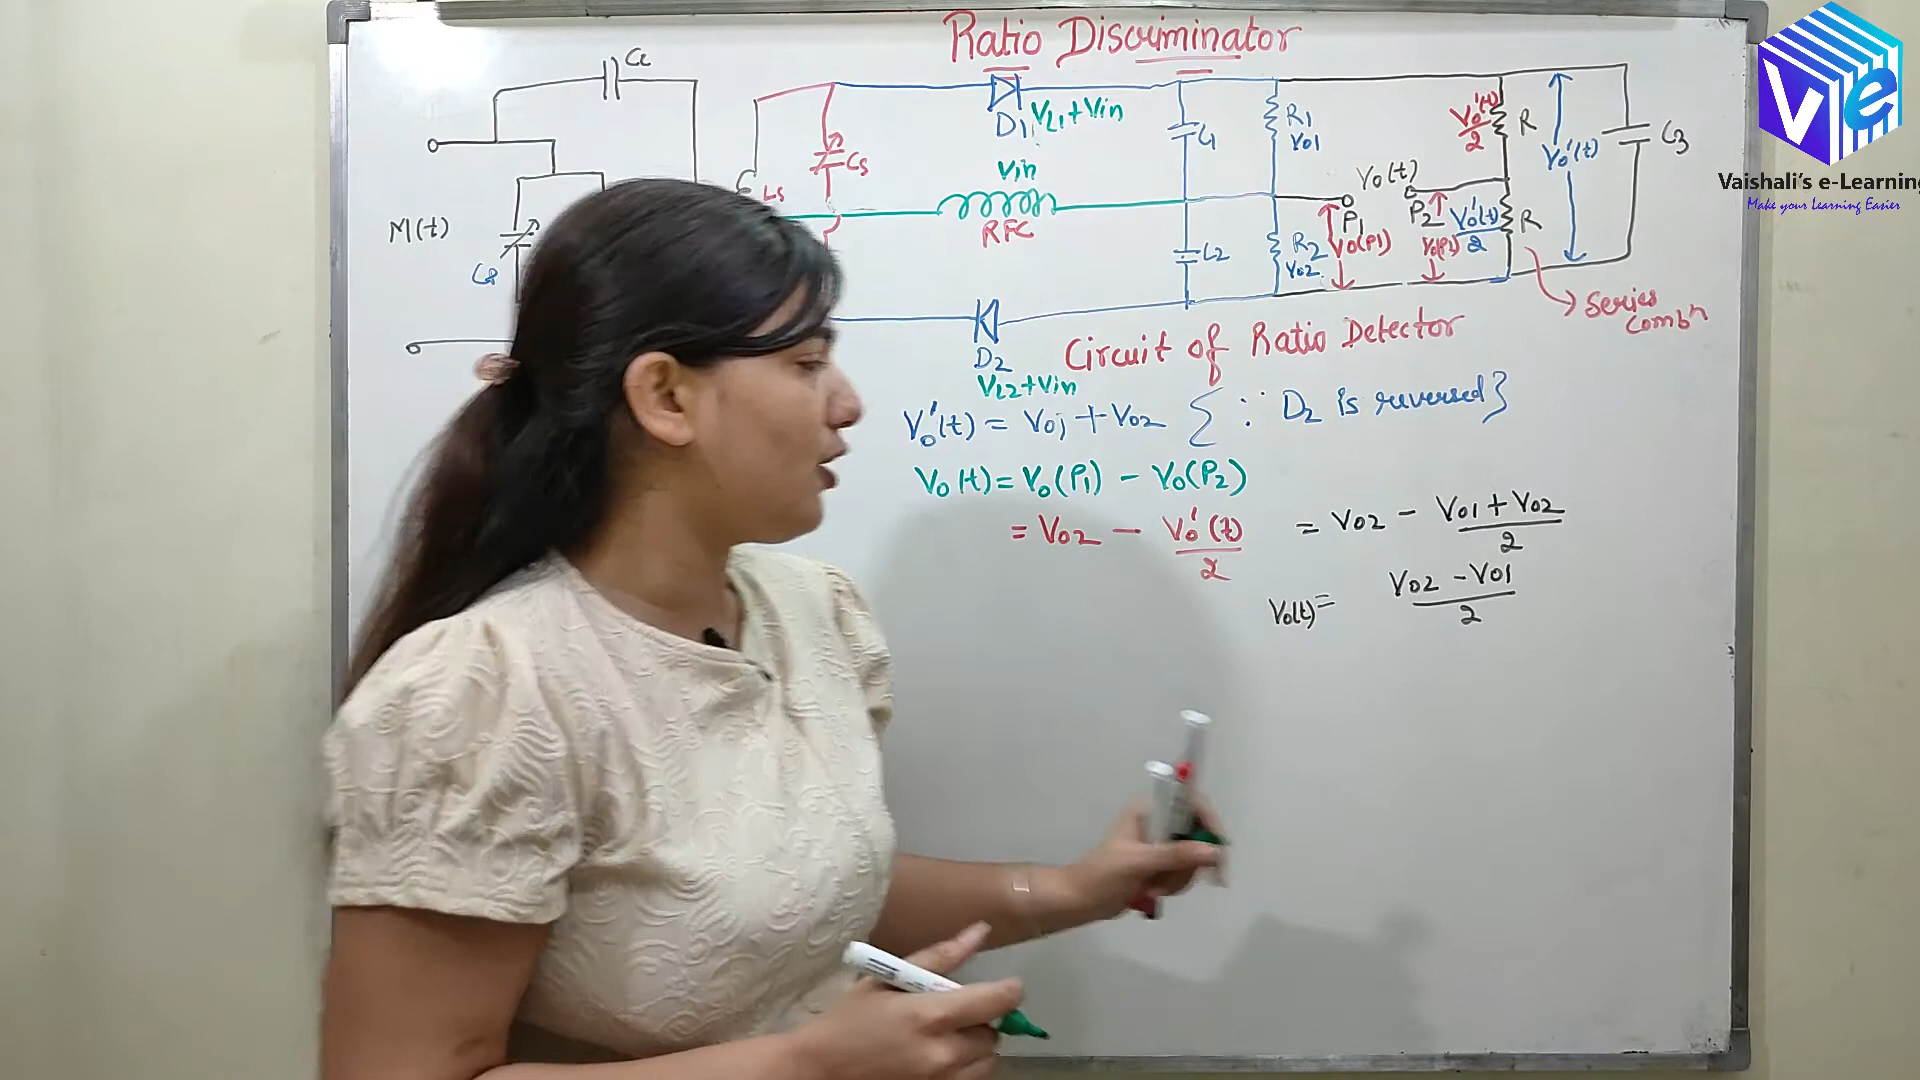 Ratio Discriminator
Vaishali's e-Learning
Make your Learning Easier
Cc
D1
VL1+Vin
C1
R1
Vo1
Vo'(t)/2
R
Vo'(t)
C3
Ls
Cs
Vin
RFC
Vo(t)
P1
P2
M(t)
C2
R2
Vo2
Vo(P1)
Vo'(t)/2
R
Series
Combn
D2
VL2+Vin
Circuit of Ratio Detector
Vo'(t) = Vo1 + Vo2 { ∵ D2 is reversed }
Vo(t) = Vo(P1) - Vo(P2)
= Vo2 - Vo'(t)/2 = Vo2 - Vo1 + Vo2/2
Vo(t) = Vo2 - Vo1/2